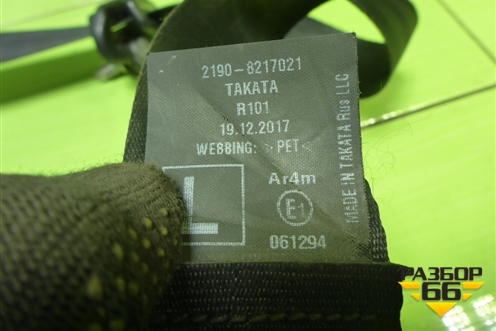 2190-8217021
TAKATA
R101
19.12.2017
WEBBING: >PET<
L
Ar4m
E1
061294
MADE IN TAKATA Rus LLC
РАЗБОР
66